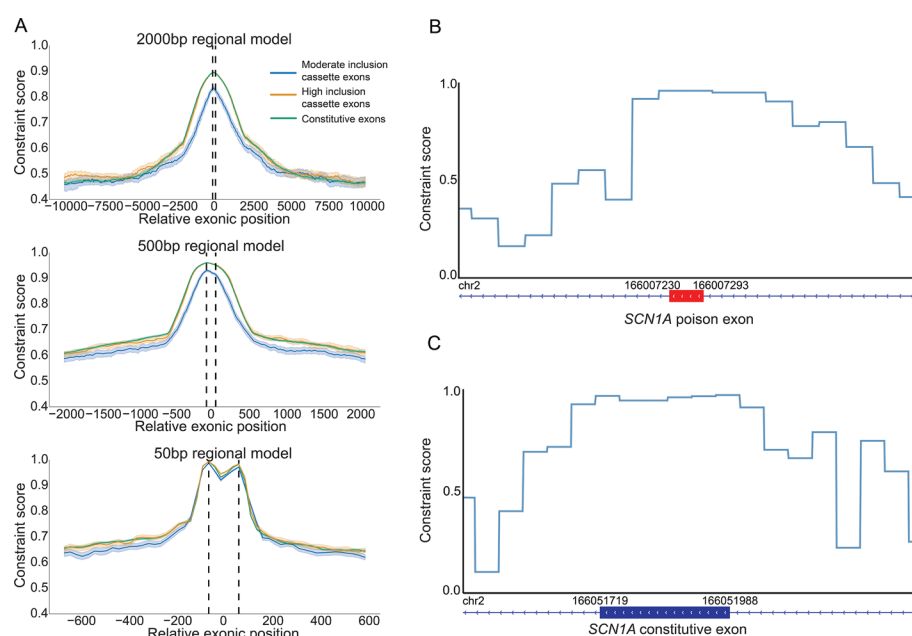 A
2000bp regional model
Constraint score
1.0
0.9
0.8
0.7
0.6
0.5
0.4
Moderate inclusion
cassette exons
High inclusion
cassette exons
Constitutive exons
−10000 −7500 −5000 −2500 0 2500 5000 7500 10000
Relative exonic position
500bp regional model
Constraint score
1.0
0.9
0.8
0.7
0.6
0.5
0.4
−2000 −1500 −1000 −500 0 500 1000 1500 2000
Relative exonic position
50bp regional model
Constraint score
1.0
0.9
0.8
0.7
0.6
0.5
0.4
−600 −400 −200 0 200 400 600
Relative exonic position
B
Constraint score
1.0
0.5
0.0
chr2 166007230 166007293
SCN1A poison exon
C
Constraint score
1.0
0.5
0.0
chr2 166051719 166051988
SCN1A constitutive exon